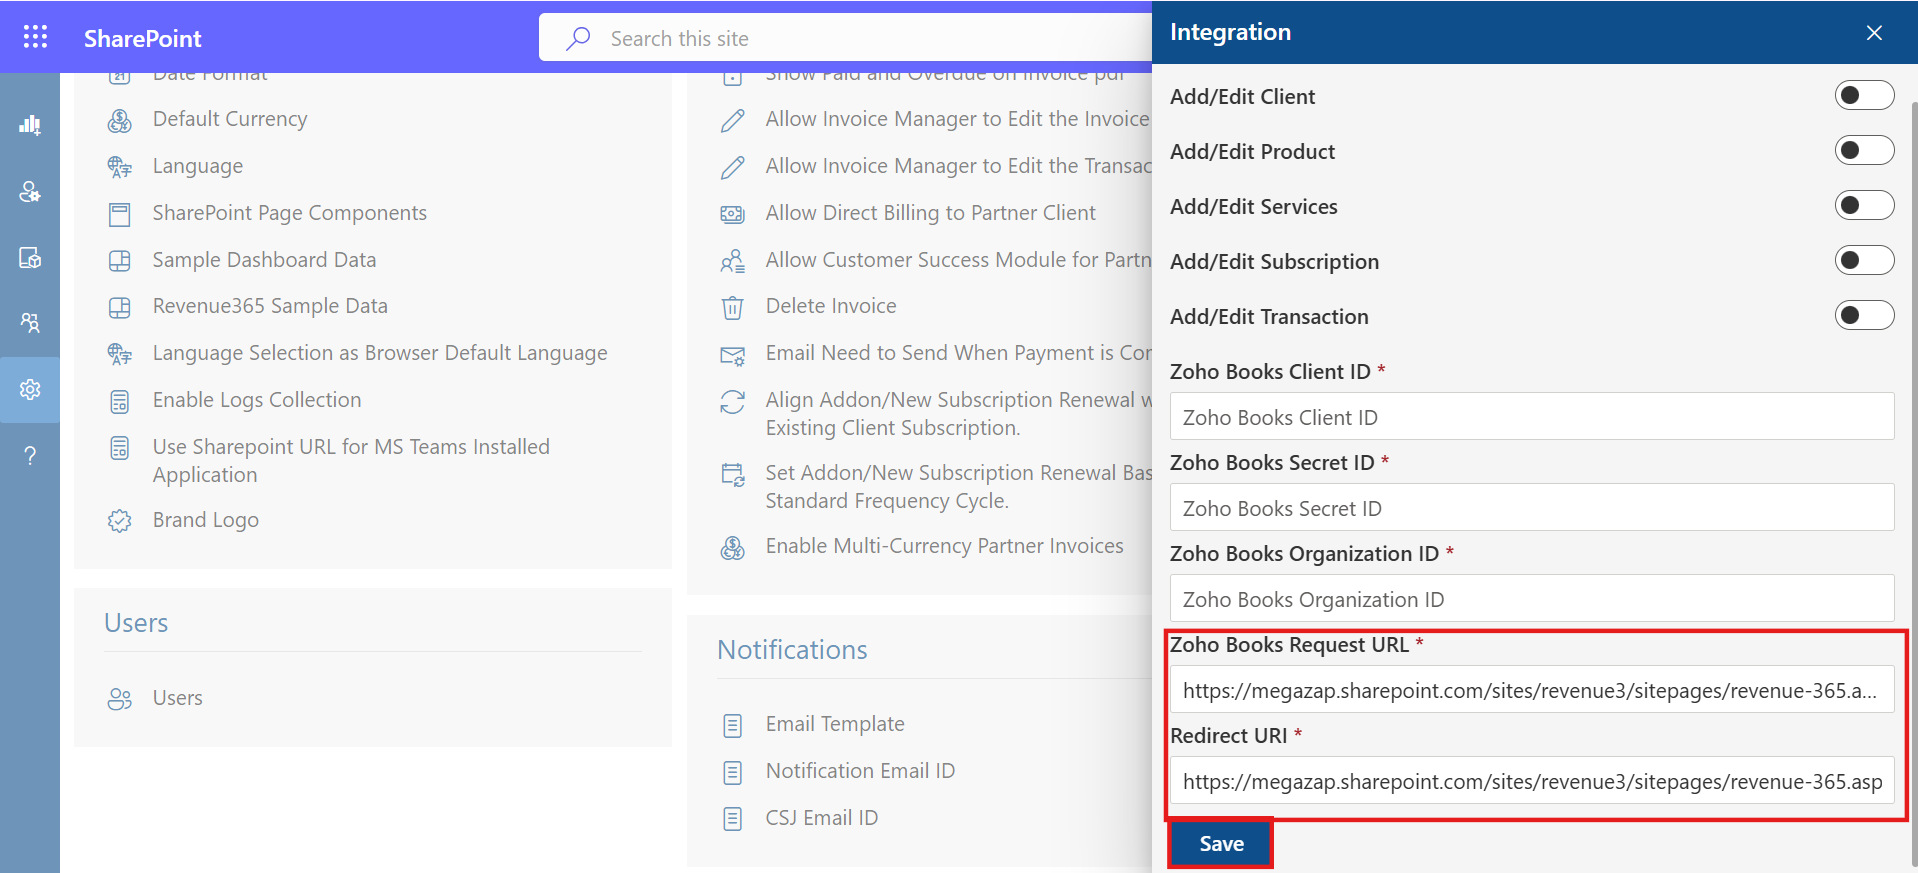 SharePoint
Search this site
Date Format
Default Currency
Language
SharePoint Page Components
Sample Dashboard Data
Revenue365 Sample Data
Language Selection as Browser Default Language
Enable Logs Collection
Use Sharepoint URL for MS Teams Installed
Application
Brand Logo
Users
Users
Show Paid and Overdue on Invoice pdf
Allow Invoice Manager to Edit the Invoice
Allow Invoice Manager to Edit the Transac
Allow Direct Billing to Partner Client
Allow Customer Success Module for Partn
Delete Invoice
Email Need to Send When Payment is Cor
Align Addon/New Subscription Renewal w
Existing Client Subscription.
Set Addon/New Subscription Renewal Bas
Standard Frequency Cycle.
Enable Multi-Currency Partner Invoices
Notifications
Email Template
Notification Email ID
CSJ Email ID
Integration
Add/Edit Client
Add/Edit Product
Add/Edit Services
Add/Edit Subscription
Add/Edit Transaction
Zoho Books Client ID *
Zoho Books Client ID
Zoho Books Secret ID *
Zoho Books Secret ID
Zoho Books Organization ID *
Zoho Books Organization ID
Zoho Books Request URL *
https://megazap.sharepoint.com/sites/revenue3/sitepages/revenue-365.a...
Redirect URI *
https://megazap.sharepoint.com/sites/revenue3/sitepages/revenue-365.asp
Save